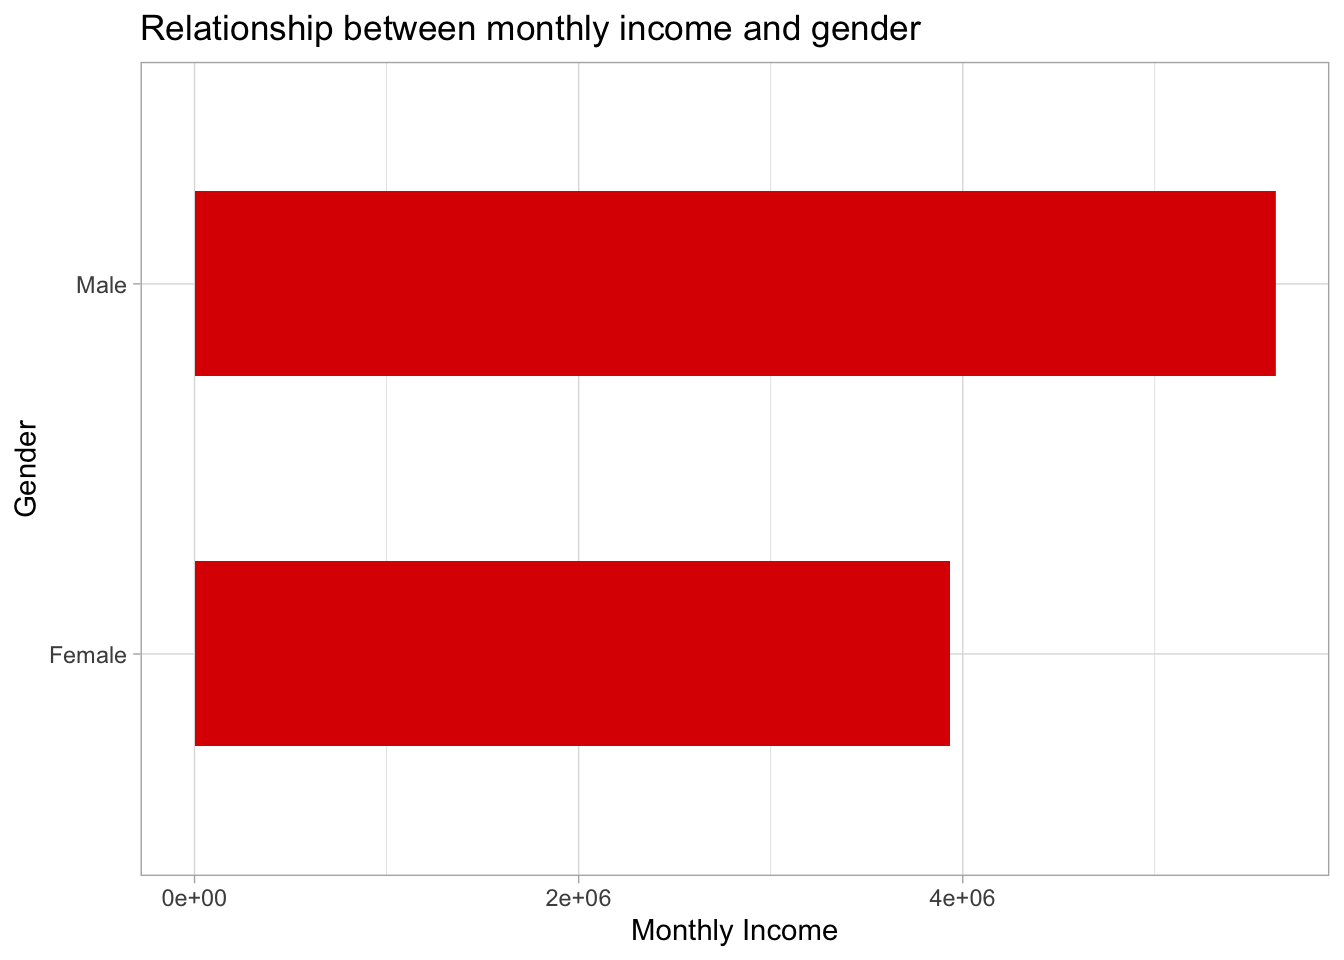 Relationship between monthly income and gender
Male
Gender
Female
0e+00 2e+06 4e+06
Monthly Income